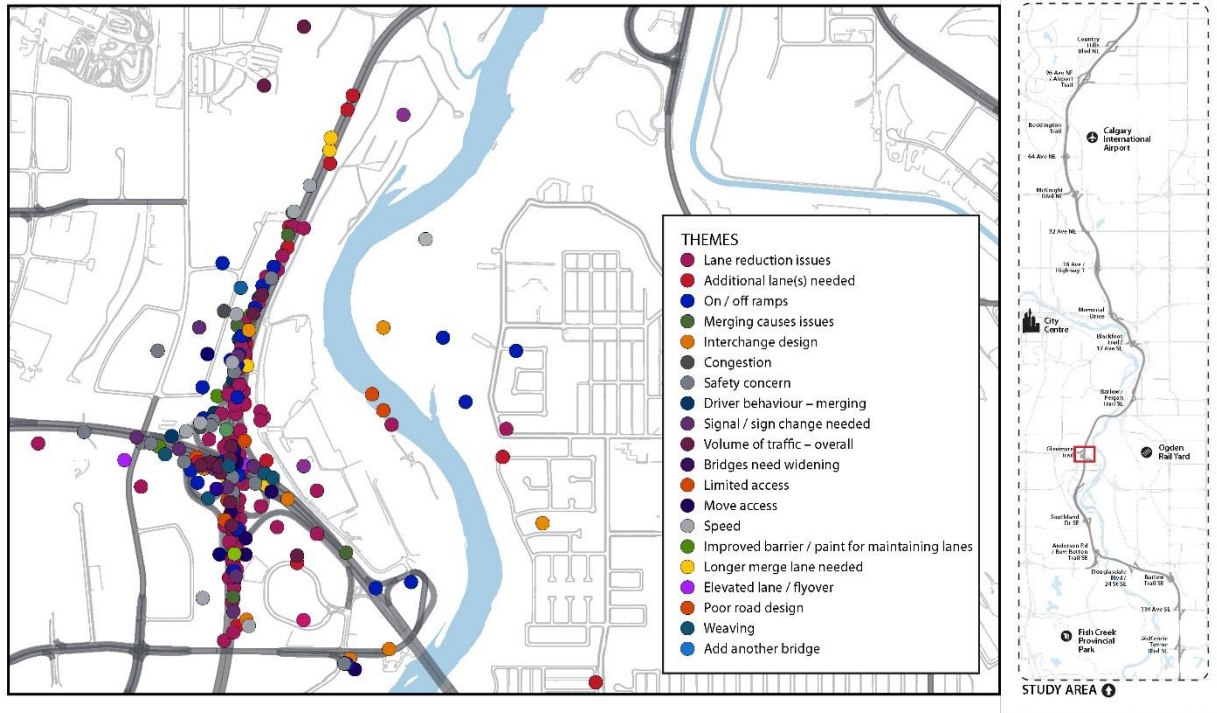 THEMES
Lane reduction issues
Additional lane(s) needed
On / off ramps
Merging causes issues
Interchange design
Congestion
Safety concern
Driver behaviour – merging
Signal / sign change needed
Volume of traffic – overall
Bridges need widening
Limited access
Move access
Speed
Improved barrier / paint for maintaining lanes
Longer merge lane needed
Elevated lane / flyover
Poor road design
Weaving
Add another bridge
Country
Hills
Blvd NE
96 Ave NE
/ Airport
Trail
Beddington
Trail
Calgary
International
Airport
64 Ave NE
McKnight
Blvd NE
32 Ave NE
16 Ave /
Highway 1
Memorial
Drive
City
Centre
Blackfoot
Trail /
17 Ave SE
Barlow /
Peigan
Trail SE
Glenmore
Trail
Ogden
Rail Yard
Southland
Dr SE
Anderson Rd
/ Bow Bottom
Trail SE
Douglasdale
Blvd /
24 St SE
Barlow
Trail SE
130 Ave SE
Fish Creek
Provincial
Park
McKenzie
Towne
Blvd SE
STUDY AREA